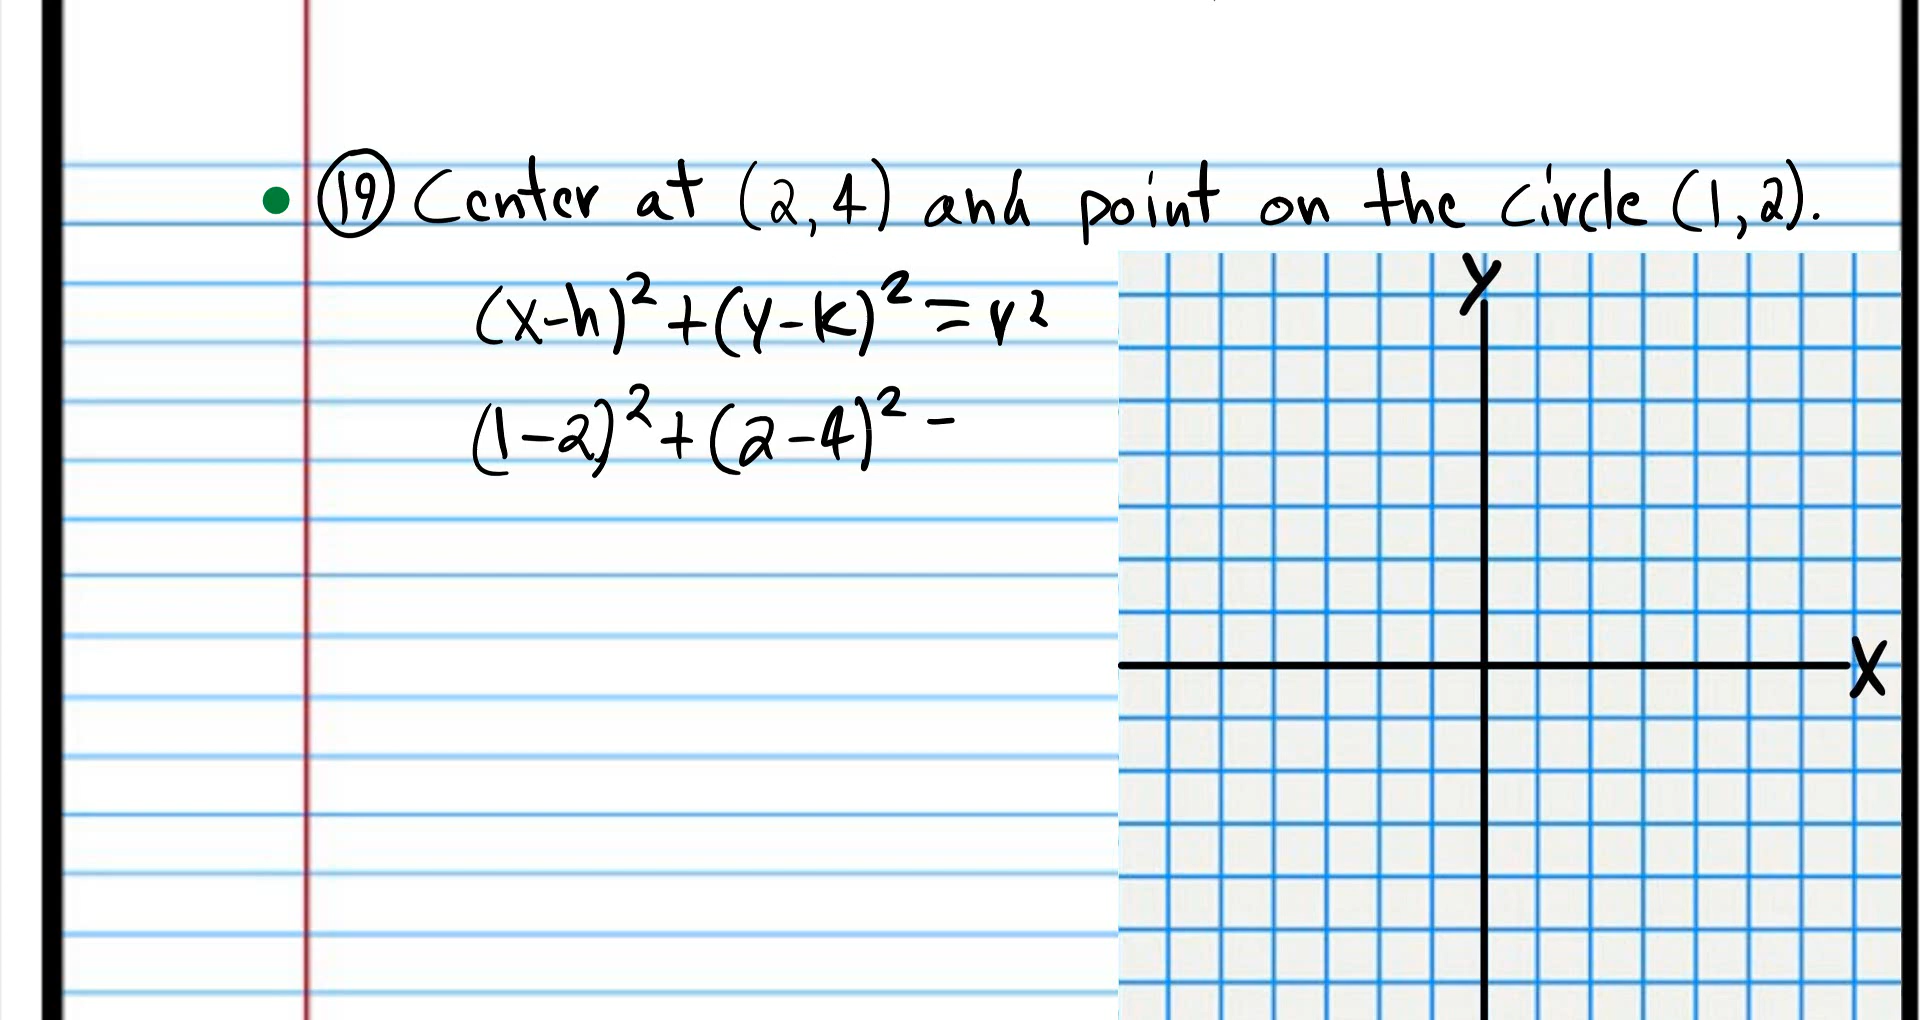 ⑲ Center at (2,4) and point on the circle (1,2).
(x-h)² + (y-k)² = r²
(1-2)² + (2-4)² -
Y
X